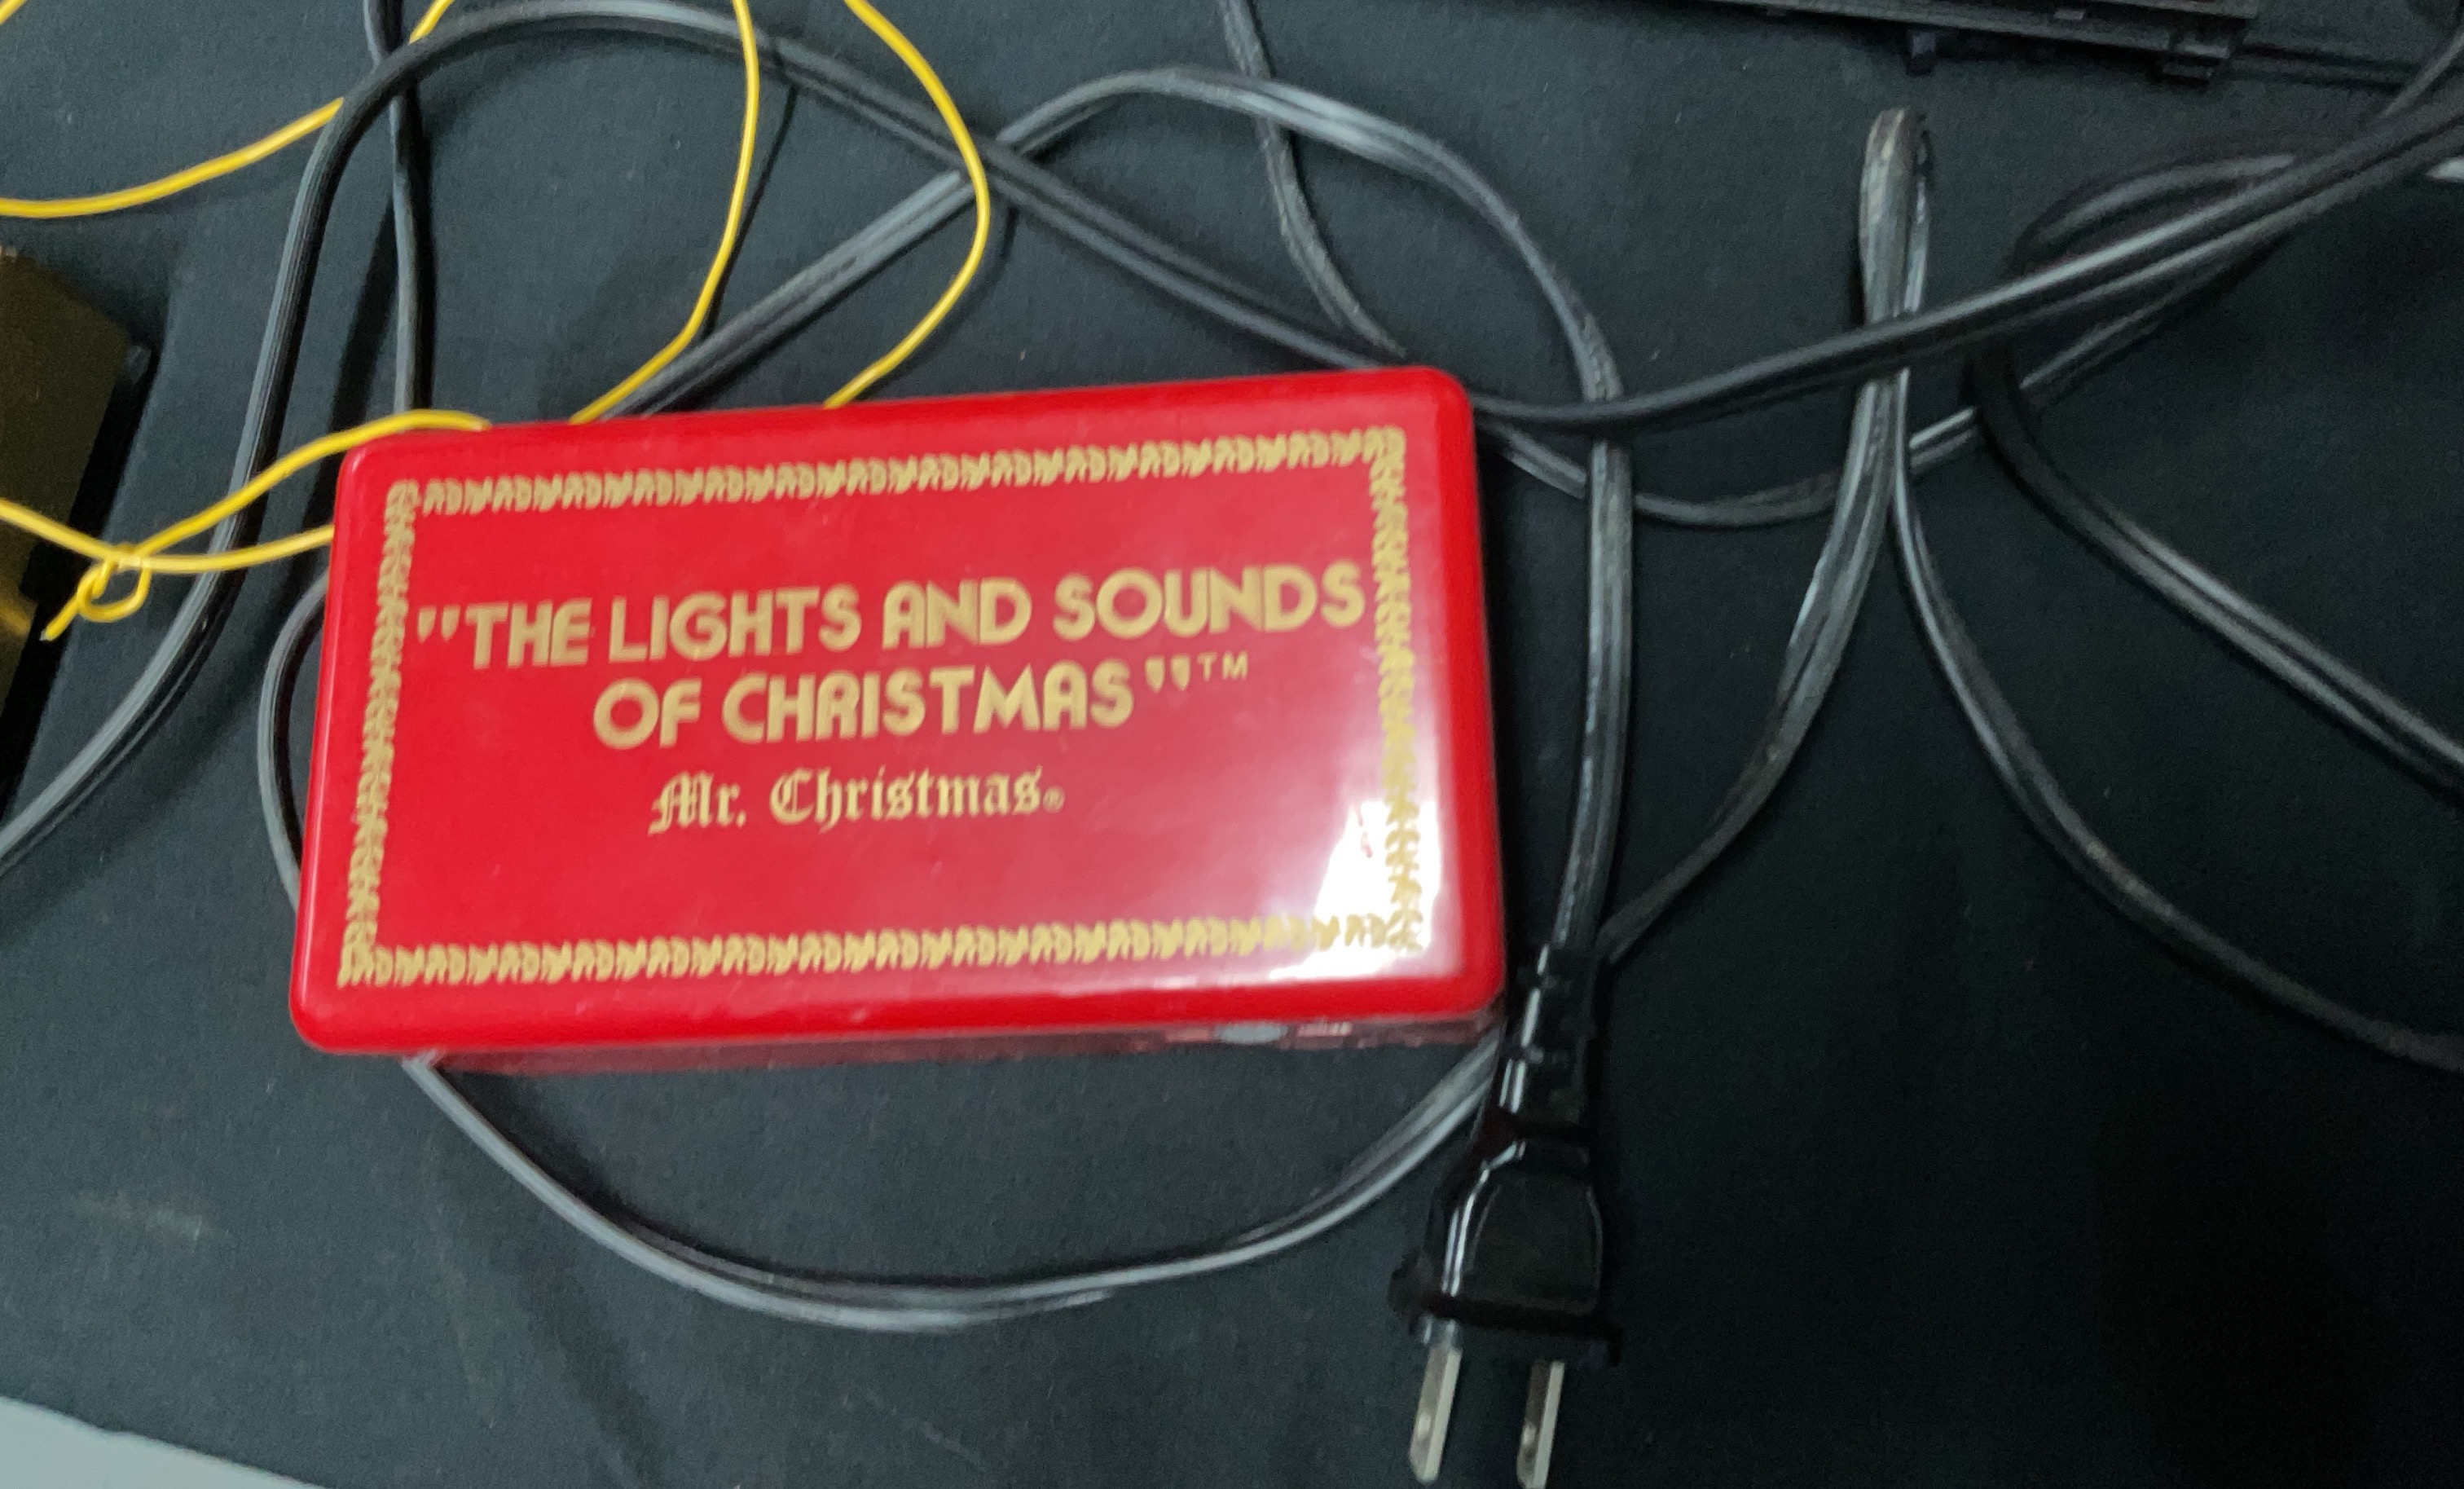 "THE LIGHTS AND SOUNDS
OF CHRISTMAS"™
Mr. Christmas®